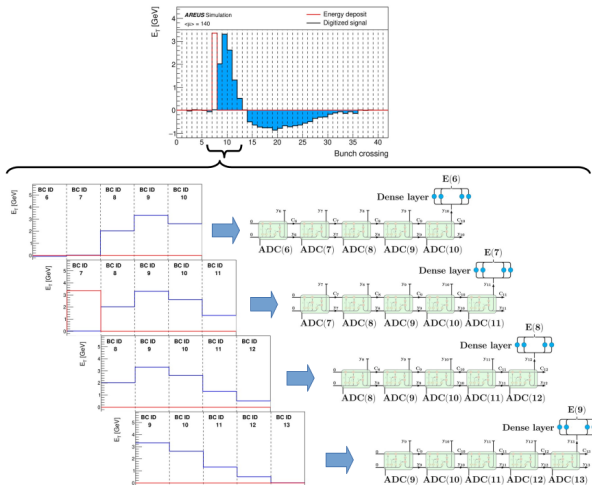 AREUS Simulation
<μ> = 140
Energy deposit
Digitized signal
E_T [GeV]
4
3
2
1
0
−1
0 5 10 15 20 25 30 35 40
Bunch crossing
E(6)
Dense layer
BC ID 6 BC ID 7 BC ID 8 BC ID 9 BC ID 10
E_T [GeV]
ADC(6) ADC(7) ADC(8) ADC(9) ADC(10)
E(7)
Dense layer
BC ID 7 BC ID 8 BC ID 9 BC ID 10 BC ID 11
E_T [GeV]
ADC(7) ADC(8) ADC(9) ADC(10) ADC(11)
E(8)
Dense layer
BC ID 8 BC ID 9 BC ID 10 BC ID 11 BC ID 12
E_T [GeV]
ADC(8) ADC(9) ADC(10) ADC(11) ADC(12)
E(9)
Dense layer
BC ID 9 BC ID 10 BC ID 11 BC ID 12 BC ID 13
E_T [GeV]
ADC(9) ADC(10) ADC(11) ADC(12) ADC(13)